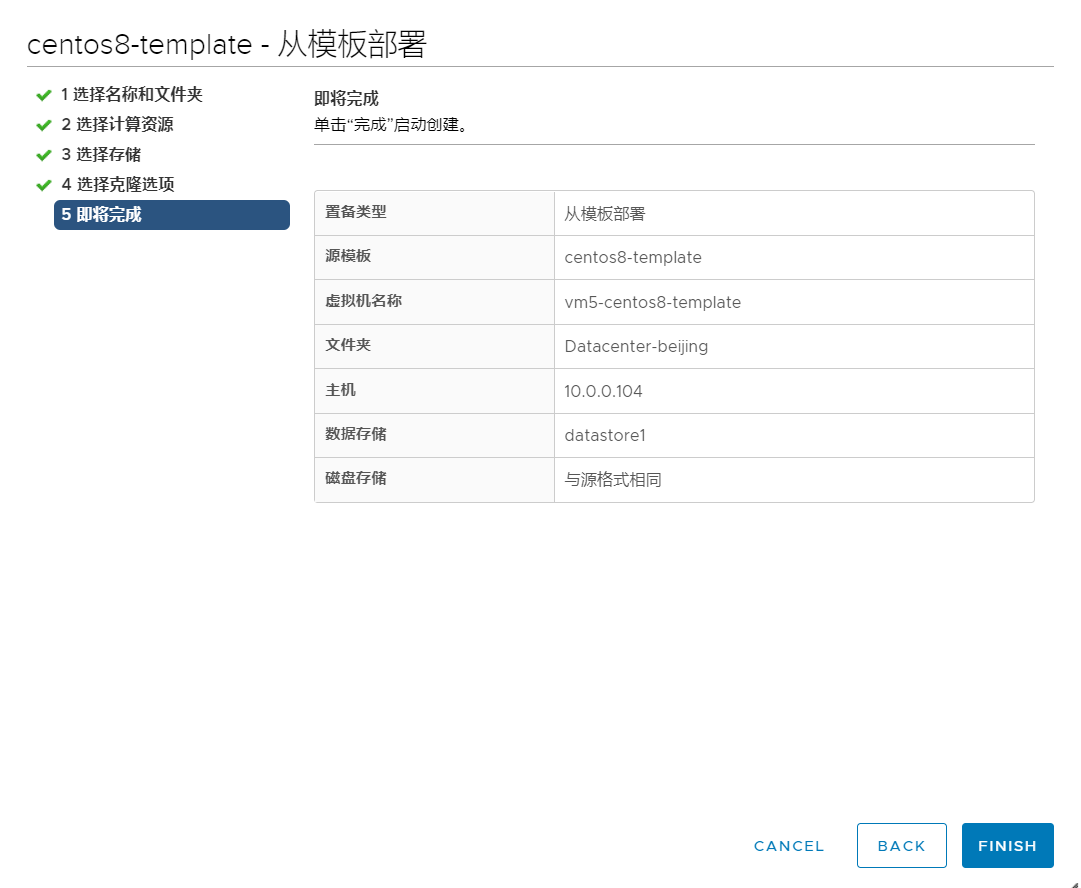 centos8-template - 从模板部署
1 选择名称和文件夹
2 选择计算资源
3 选择存储
4 选择克隆选项
5 即将完成
即将完成
单击“完成”启动创建。
置备类型 从模板部署
源模板 centos8-template
虚拟机名称 vm5-centos8-template
文件夹 Datacenter-beijing
主机 10.0.0.104
数据存储 datastore1
磁盘存储 与源格式相同
CANCEL BACK FINISH